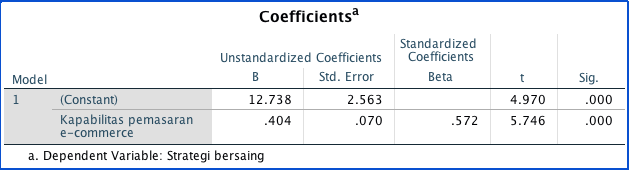 Coefficientsa
Unstandardized Coefficients Standardized Coefficients
Model B Std. Error Beta t Sig.
1 (Constant) 12.738 2.563 4.970 .000
Kapabilitas pemasaran e-commerce .404 .070 .572 5.746 .000
a. Dependent Variable: Strategi bersaing